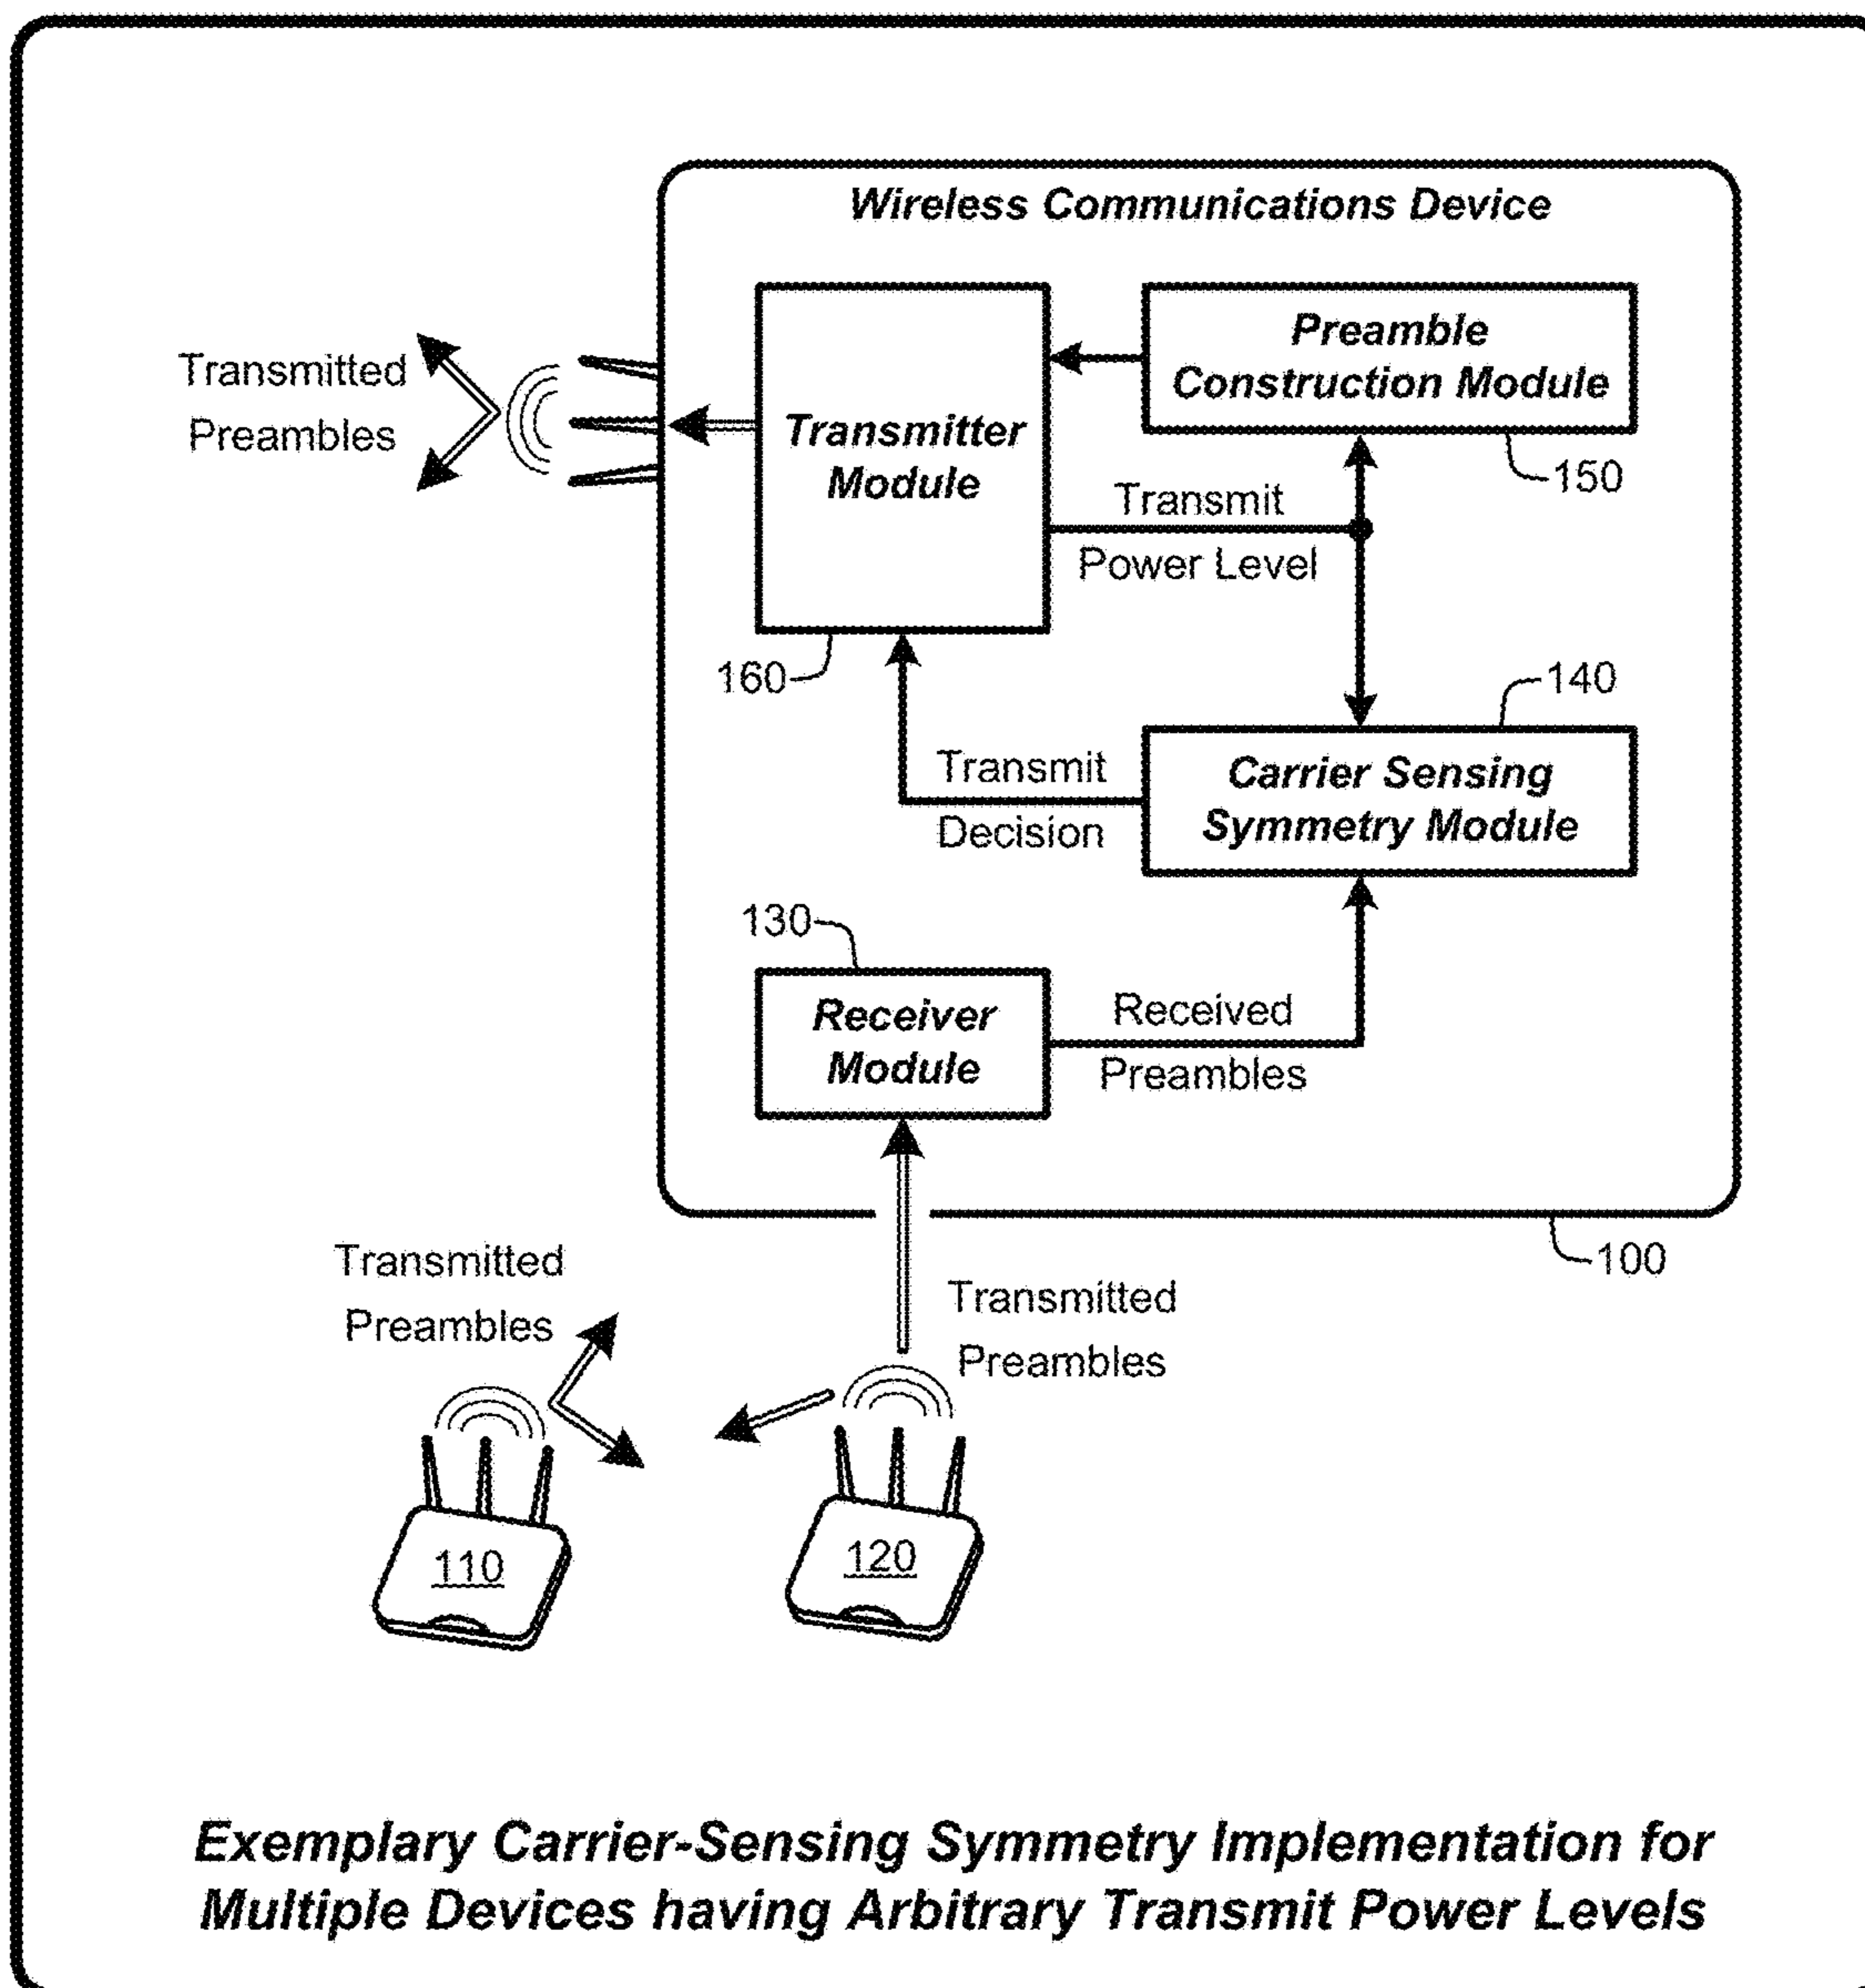 Wireless Communications Device
Transmitted
Preambles
Transmitter
Module
Preamble
Construction Module
150
Transmit
Power Level
160
140
Transmit
Decision
Carrier Sensing
Symmetry Module
130
Receiver
Module
Received
Preambles
100
Transmitted
Preambles
Transmitted
Preambles
110
120
Exemplary Carrier-Sensing Symmetry Implementation for
Multiple Devices having Arbitrary Transmit Power Levels